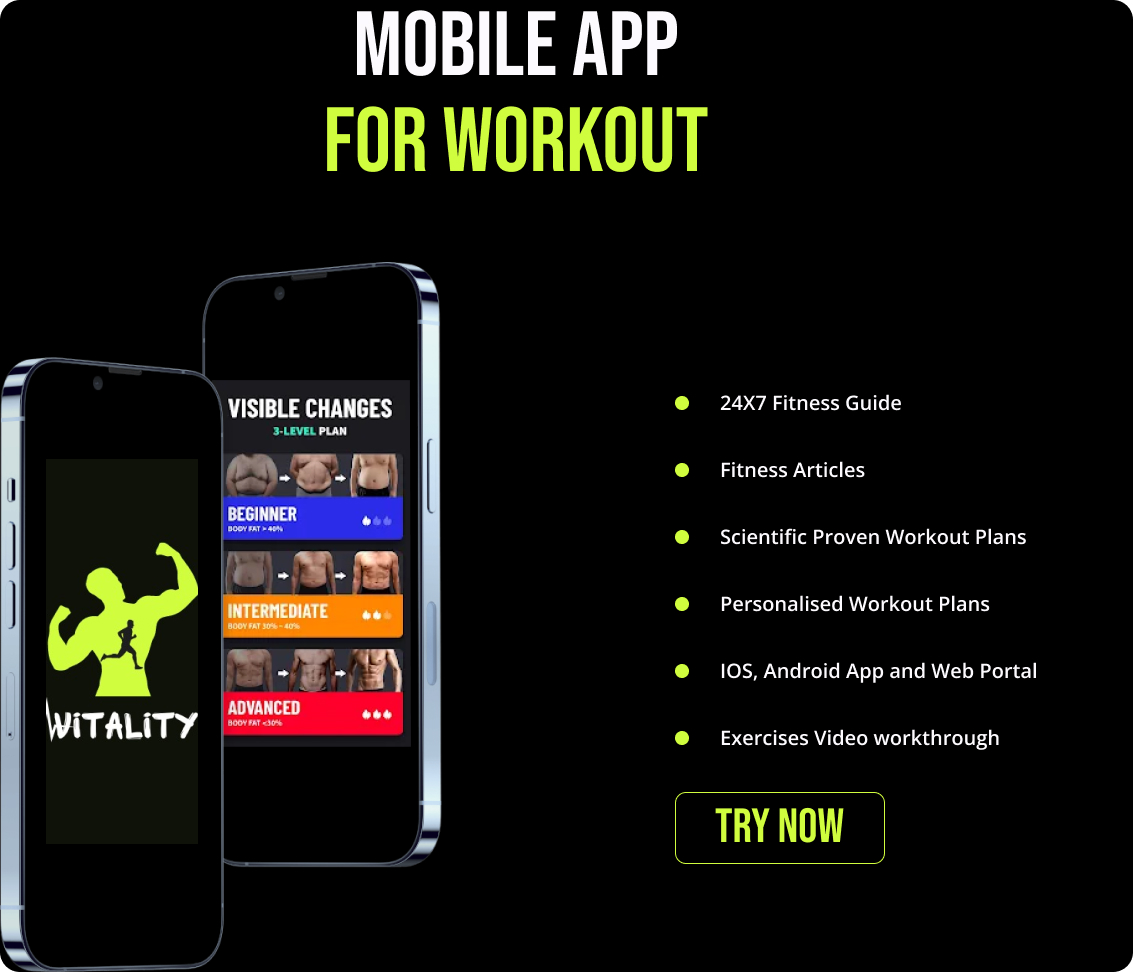 MOBILE APP
FOR WORKOUT
VISIBLE CHANGES
3-LEVEL PLAN
BEGINNER
BODY FAT > 40%
INTERMEDIATE
BODY FAT 30% - 40%
ADVANCED
BODY FAT <30%
WiTALiTY
24X7 Fitness Guide
Fitness Articles
Scientific Proven Workout Plans
Personalised Workout Plans
IOS, Android App and Web Portal
Exercises Video workthrough
TRY NOW